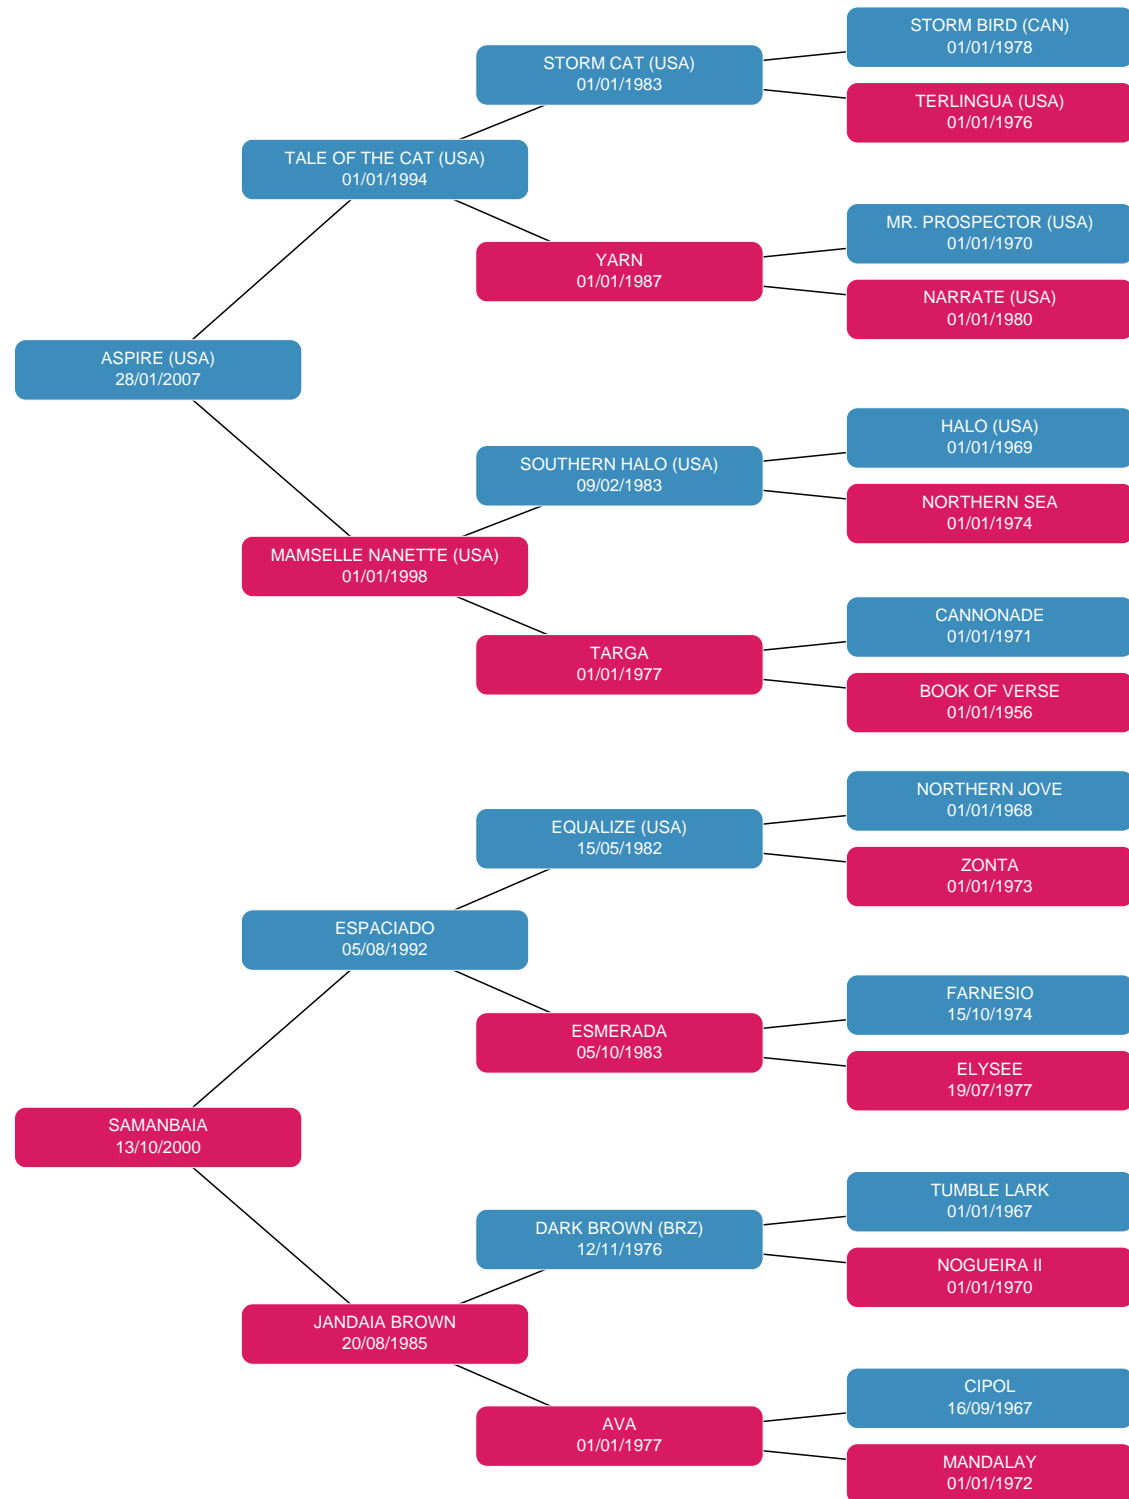 STORM BIRD (CAN)
01/01/1978
STORM CAT (USA)
01/01/1983
TERLINGUA (USA)
01/01/1976
TALE OF THE CAT (USA)
01/01/1994
MR. PROSPECTOR (USA)
01/01/1970
YARN
01/01/1987
NARRATE (USA)
01/01/1980
ASPIRE (USA)
28/01/2007
HALO (USA)
01/01/1969
SOUTHERN HALO (USA)
09/02/1983
NORTHERN SEA
01/01/1974
MAMSELLE NANETTE (USA)
01/01/1998
CANNONADE
01/01/1971
TARGA
01/01/1977
BOOK OF VERSE
01/01/1956
NORTHERN JOVE
01/01/1968
EQUALIZE (USA)
15/05/1982
ZONTA
01/01/1973
ESPACIADO
05/08/1992
FARNESIO
15/10/1974
ESMERADA
05/10/1983
ELYSEE
19/07/1977
SAMANBAIA
13/10/2000
TUMBLE LARK
01/01/1967
DARK BROWN (BRZ)
12/11/1976
NOGUEIRA II
01/01/1970
JANDAIA BROWN
20/08/1985
CIPOL
16/09/1967
AVA
01/01/1977
MANDALAY
01/01/1972